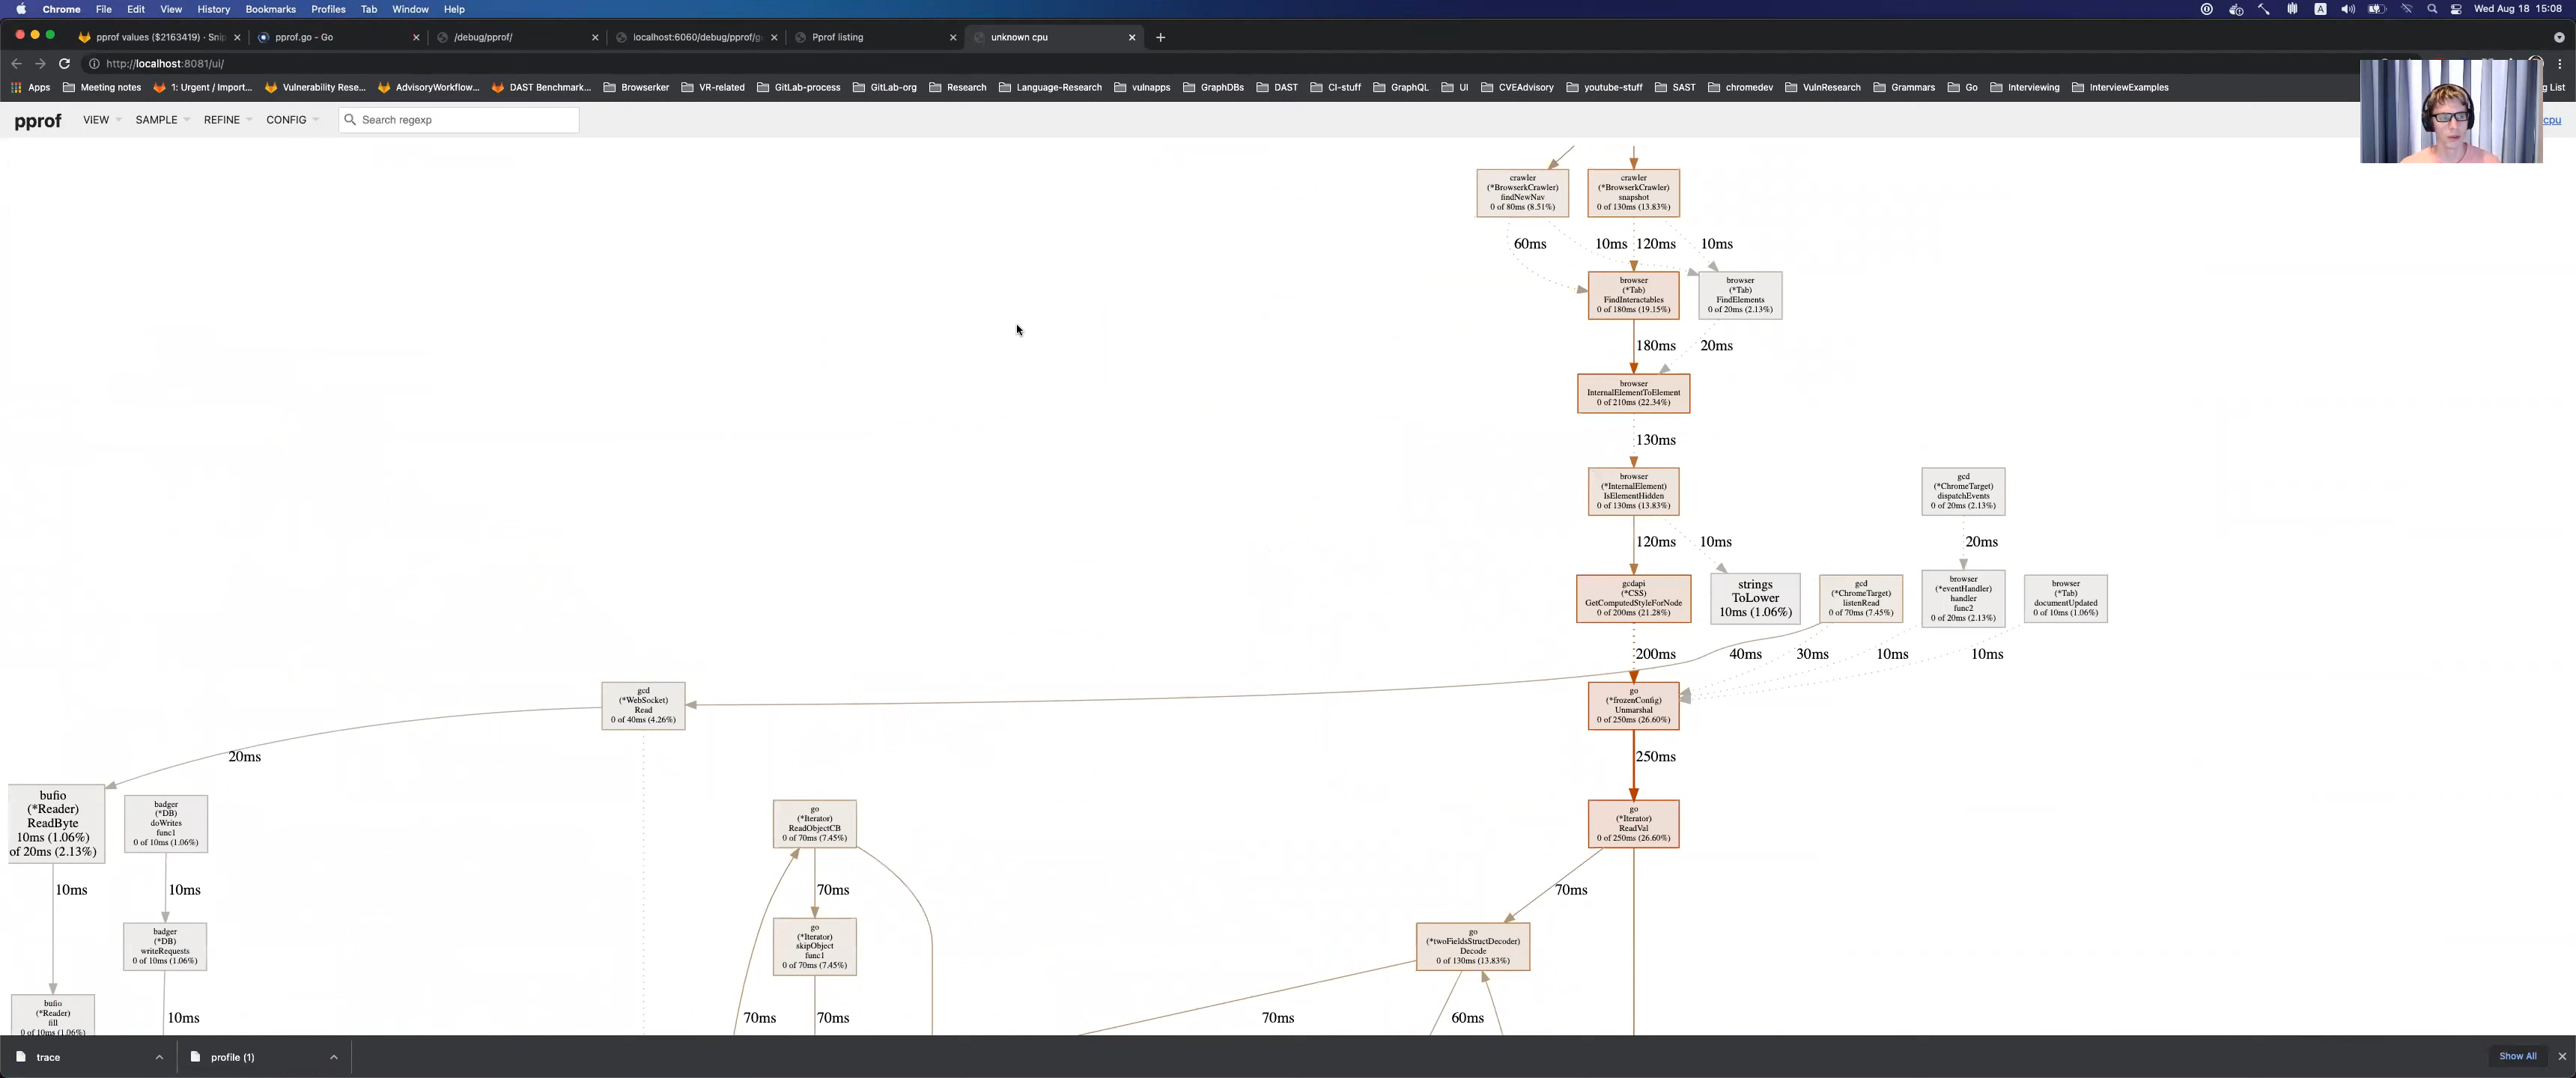 Chrome File Edit View History Bookmarks Profiles Tab Window Help
A
Wed Aug 18 15:08
pprof values ($2163419) · Snip
pprof.go - Go
/debug/pprof/
localhost:6060/debug/pprof/g
Pprof listing
unknown cpu
http://localhost:8081/ui/
Apps Meeting notes 1: Urgent / Import... Vulnerability Rese... AdvisoryWorkflow... DAST Benchmark... Browserker VR-related GitLab-process GitLab-org Research Language-Research vulnapps GraphDBs DAST CI-stuff GraphQL UI CVEAdvisory youtube-stuff SAST chromedev VulnResearch Grammars Go Interviewing InterviewExamples g List
pprof VIEW SAMPLE REFINE CONFIG Search regexp
cpu
crawler
(*BrowserkCrawler)
findNewNav
0 of 80ms (8.51%)
crawler
(*BrowserkCrawler)
snapshot
0 of 130ms (13.83%)
60ms 10ms 120ms 10ms
browser
(*Tab)
FindInteractables
0 of 180ms (19.15%)
browser
(*Tab)
FindElements
0 of 20ms (2.13%)
180ms 20ms
browser
InternalElementToElement
0 of 210ms (22.34%)
130ms
browser
(*InternalElement)
IsElementHidden
0 of 130ms (13.83%)
gcd
(*ChromeTarget)
dispatchEvents
0 of 20ms (2.13%)
120ms 10ms 20ms
gcdapi
(*CSS)
GetComputedStyleForNode
0 of 200ms (21.28%)
strings
ToLower
10ms (1.06%)
gcd
(*ChromeTarget)
listenRead
0 of 70ms (7.45%)
browser
(*eventHandler)
handler
func2
0 of 20ms (2.13%)
browser
(*Tab)
documentUpdated
0 of 10ms (1.06%)
200ms 40ms 30ms 10ms 10ms
gcd
(*WebSocket)
Read
0 of 40ms (4.26%)
go
(*frozenConfig)
Unmarshal
0 of 250ms (26.60%)
20ms 250ms
bufio
(*Reader)
ReadByte
10ms (1.06%)
of 20ms (2.13%)
badger
(*DB)
doWrites
func1
0 of 10ms (1.06%)
go
(*Iterator)
ReadObjectCB
0 of 70ms (7.45%)
go
(*Iterator)
ReadVal
0 of 250ms (26.60%)
10ms 10ms 70ms 70ms
badger
(*DB)
writeRequests
0 of 10ms (1.06%)
go
(*Iterator)
skipObject
func1
0 of 70ms (7.45%)
go
(*twoFieldsStructDecoder)
Decode
0 of 130ms (13.83%)
bufio
(*Reader)
fill
0 of 10ms (1.06%)
10ms 70ms 70ms 70ms 60ms
trace
profile (1)
Show All